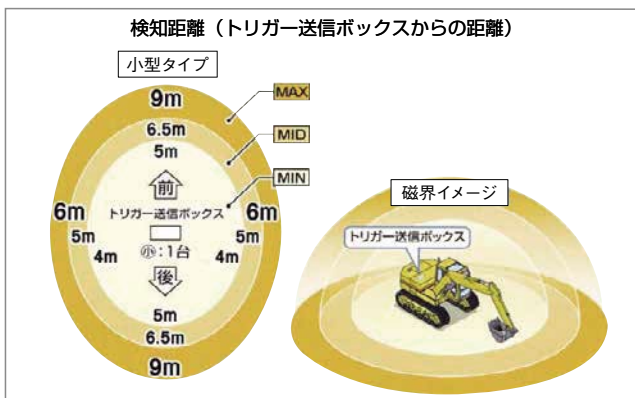 検知距離（トリガー送信ボックスからの距離）
小型タイプ
9m
6.5m
5m
前
MAX
MID
MIN
トリガー送信ボックス
6m
5m
4m
6m
5m
4m
㊙:1台
後
5m
6.5m
9m
磁界イメージ
トリガー送信ボックス